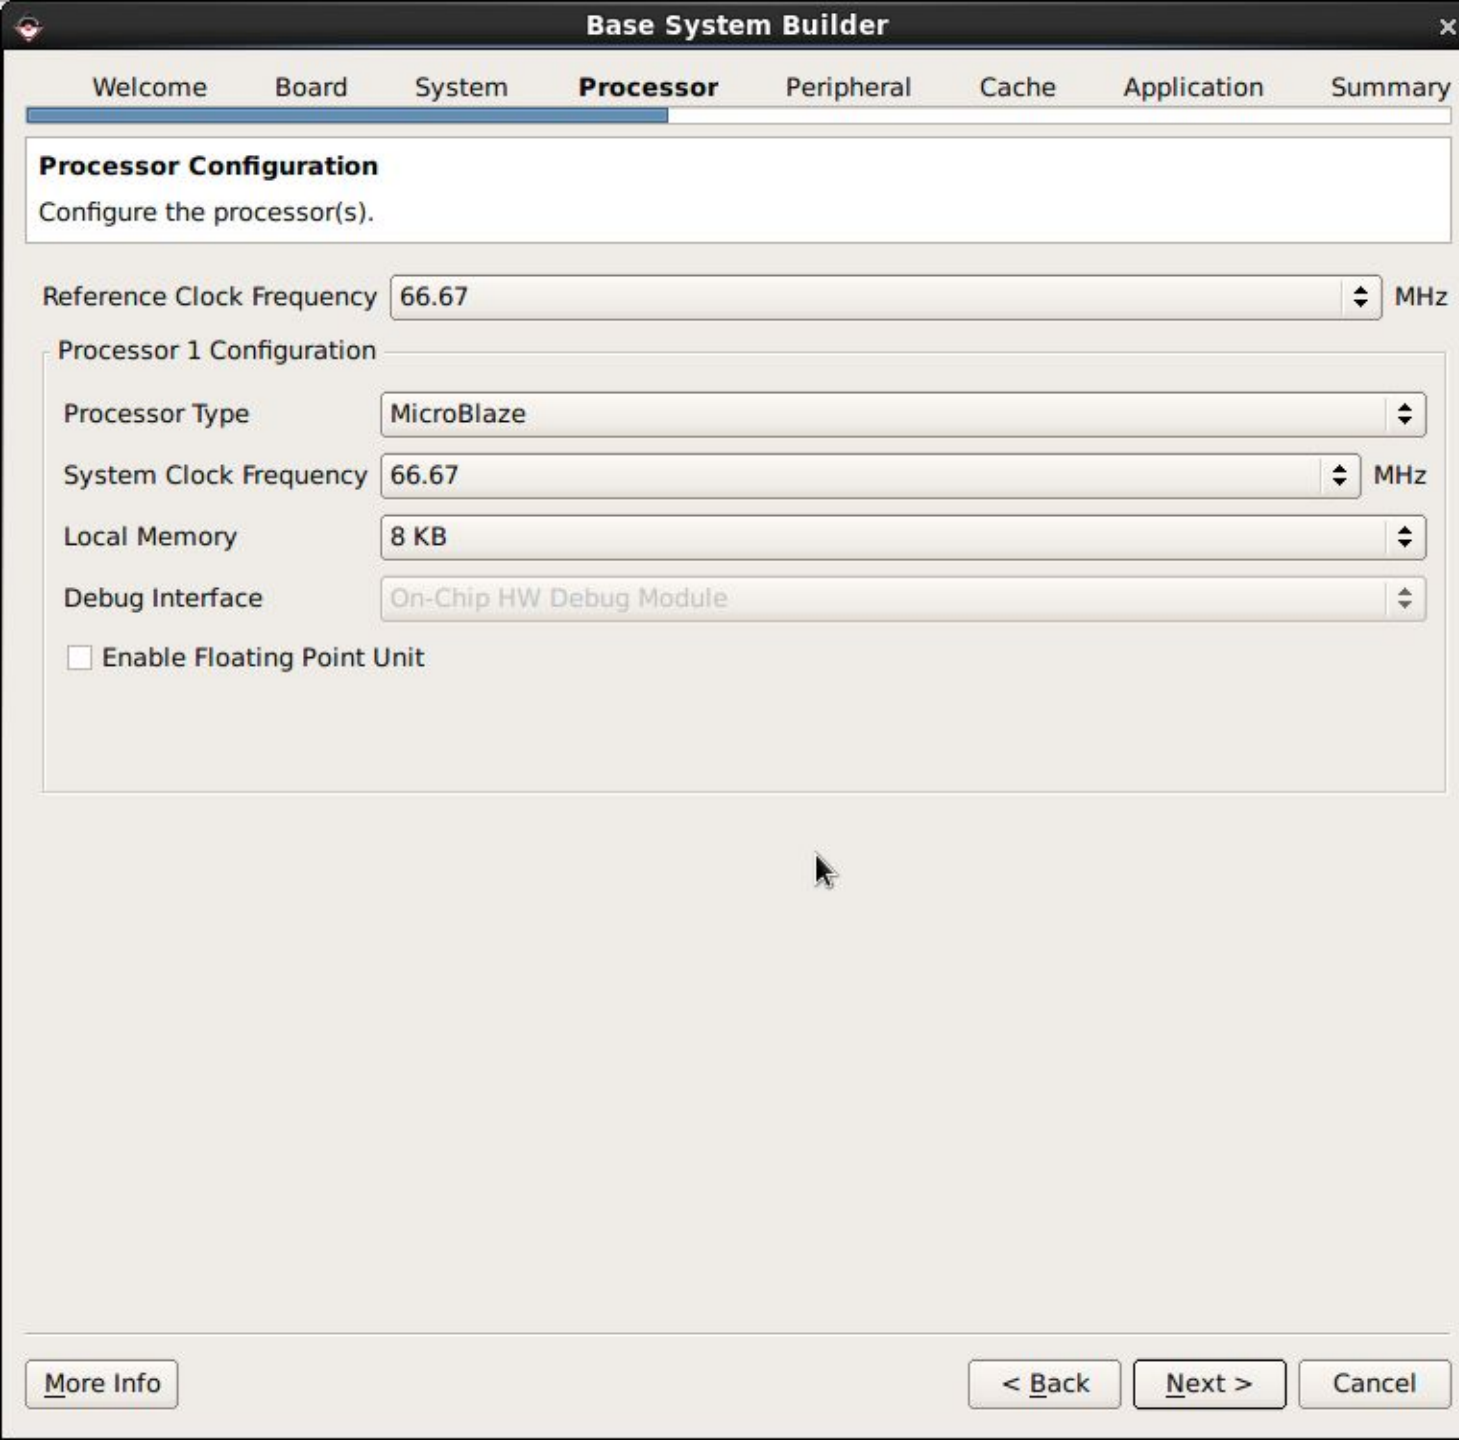 Base System Builder
Welcome Board System Processor Peripheral Cache Application Summary
Processor Configuration
Configure the processor(s).
Reference Clock Frequency 66.67 MHz
Processor 1 Configuration
Processor Type MicroBlaze
System Clock Frequency 66.67 MHz
Local Memory 8 KB
Debug Interface On-Chip HW Debug Module
Enable Floating Point Unit
More Info < Back Next > Cancel